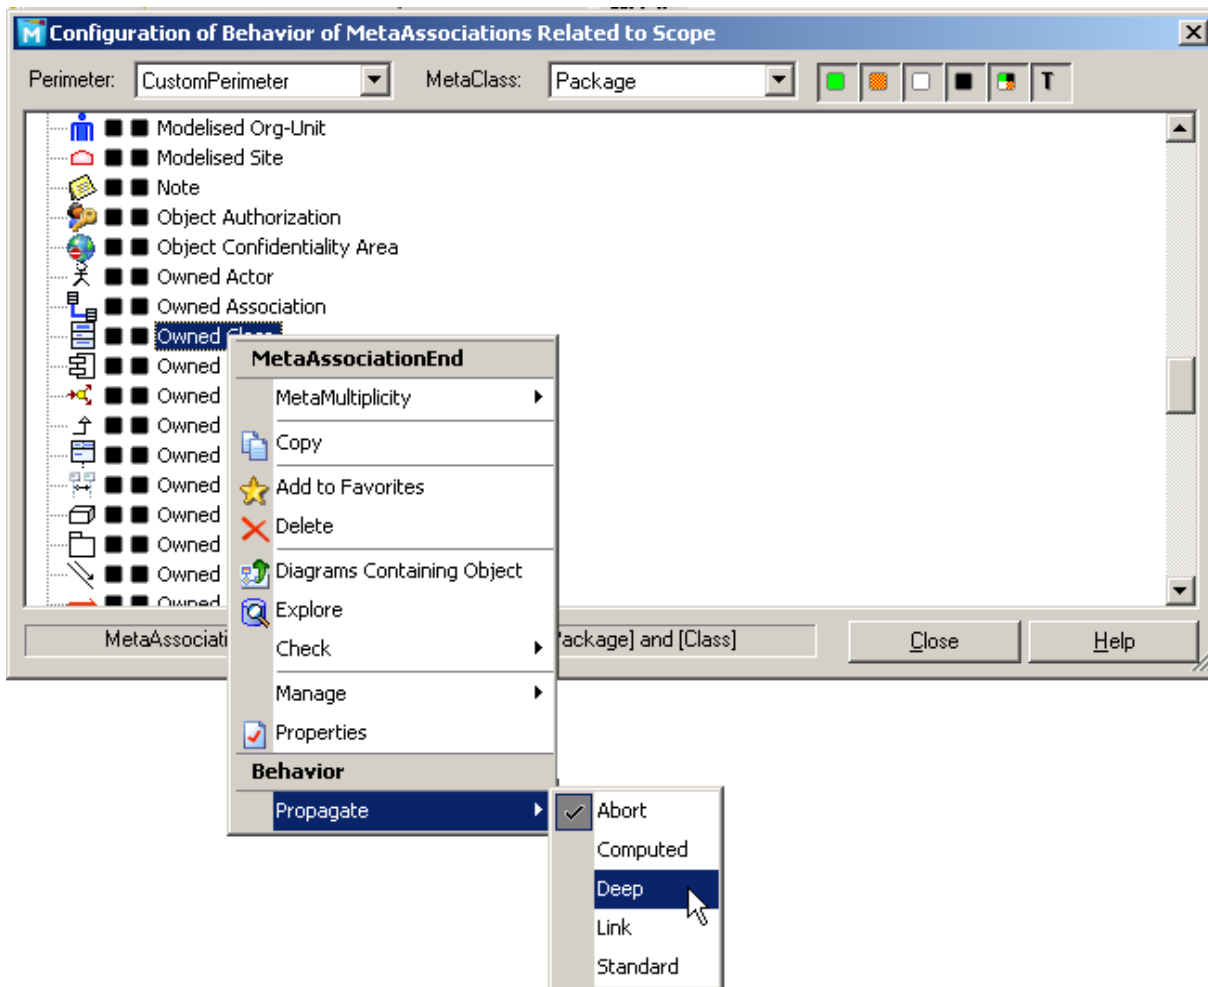 Configuration of Behavior of MetaAssociations Related to Scope
Perimeter: CustomPerimeter MetaClass: Package T
Modelised Org-Unit
Modelised Site
Note
Object Authorization
Object Confidentiality Area
Owned Actor
Owned Association
Owned Class
Owned
Owned
Owned
Owned
Owned
Owned
Owned
Owned
Owned
MetaAssociationEnd
MetaMultiplicity
Copy
Add to Favorites
Delete
Diagrams Containing Object
Explore
Check
Manage
Properties
Behavior
Propagate
Abort
Computed
Deep
Link
Standard
MetaAssociati ackage] and [Class] Close Help